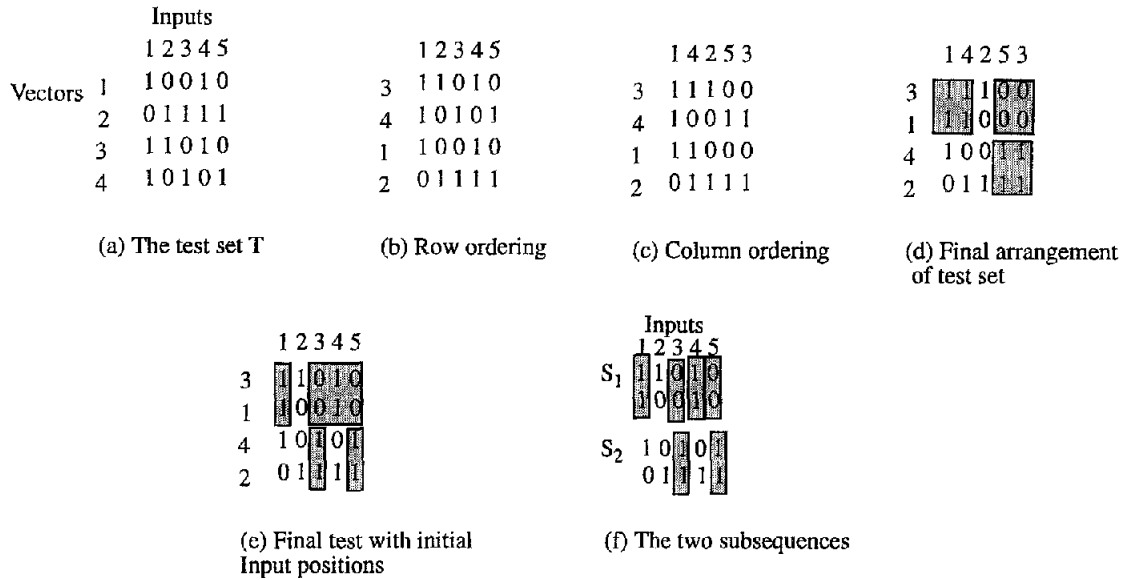 Inputs
1 2 3 4 5
Vectors 1 1 0 0 1 0
2 0 1 1 1 1
3 1 1 0 1 0
4 1 0 1 0 1
(a) The test set T
1 2 3 4 5
3 1 1 0 1 0
4 1 0 1 0 1
1 1 0 0 1 0
2 0 1 1 1 1
(b) Row ordering
1 4 2 5 3
3 1 1 1 0 0
4 1 0 0 1 1
1 1 1 0 0 0
2 0 1 1 1 1
(c) Column ordering
1 4 2 5 3
3 1 1 1 0 0
1 1 1 0 0 0
4 1 0 0 1 1
2 0 1 1 1 1
(d) Final arrangement
of test set
1 2 3 4 5
3 1 1 0 1 0
1 1 0 0 1 0
4 1 0 1 0 1
2 0 1 1 1 1
(e) Final test with initial
Input positions
Inputs
1 2 3 4 5
S1 1 1 0 1 0
1 0 0 1 0
S2 1 0 1 0 1
0 1 1 1 1
(f) The two subsequences